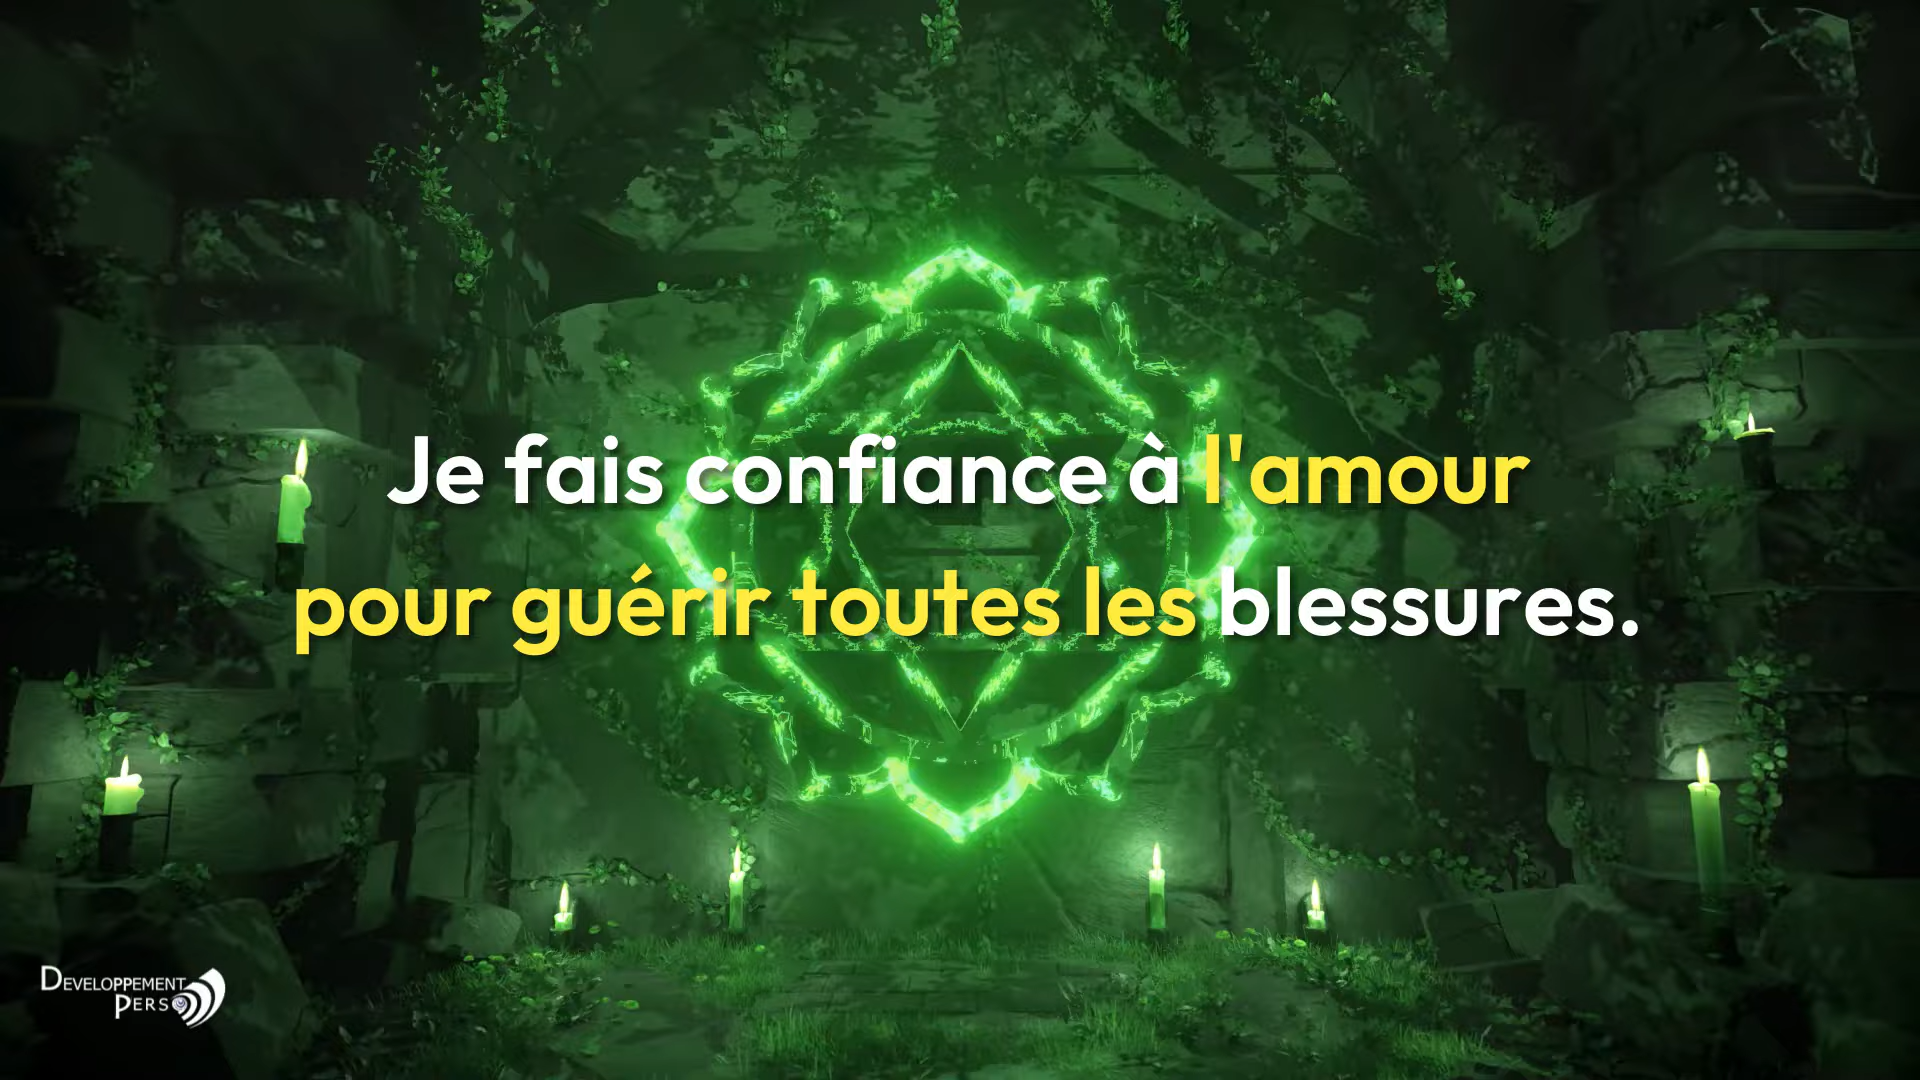 Je fais confiance à l'amour
pour guérir toutes les blessures.
DEVELOPPEMENT
PERSO